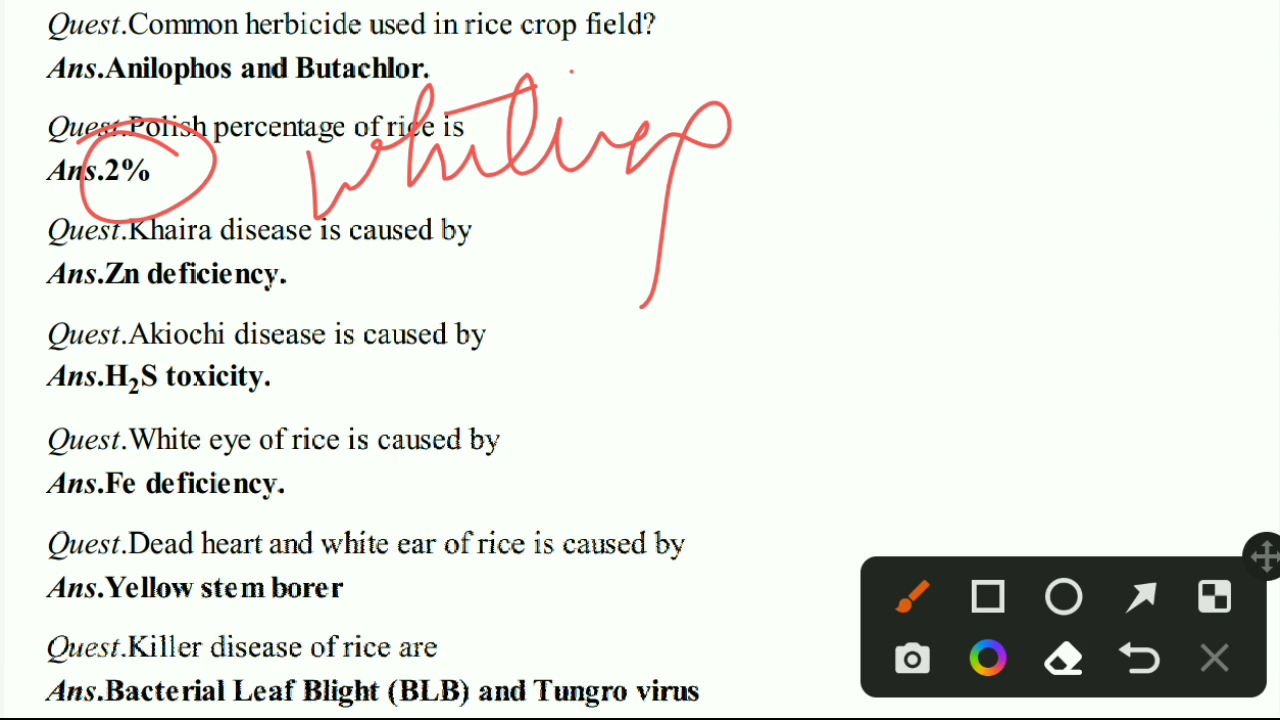 Quest.Common herbicide used in rice crop field?
Ans.Anilophos and Butachlor.
Quest.Polish percentage of rice is
Ans.2%
whiting
Quest.Khaira disease is caused by
Ans.Zn deficiency.
Quest.Akiochi disease is caused by
Ans.H₂S toxicity.
Quest.White eye of rice is caused by
Ans.Fe deficiency.
Quest.Dead heart and white ear of rice is caused by
Ans.Yellow stem borer
Quest.Killer disease of rice are
Ans.Bacterial Leaf Blight (BLB) and Tungro virus